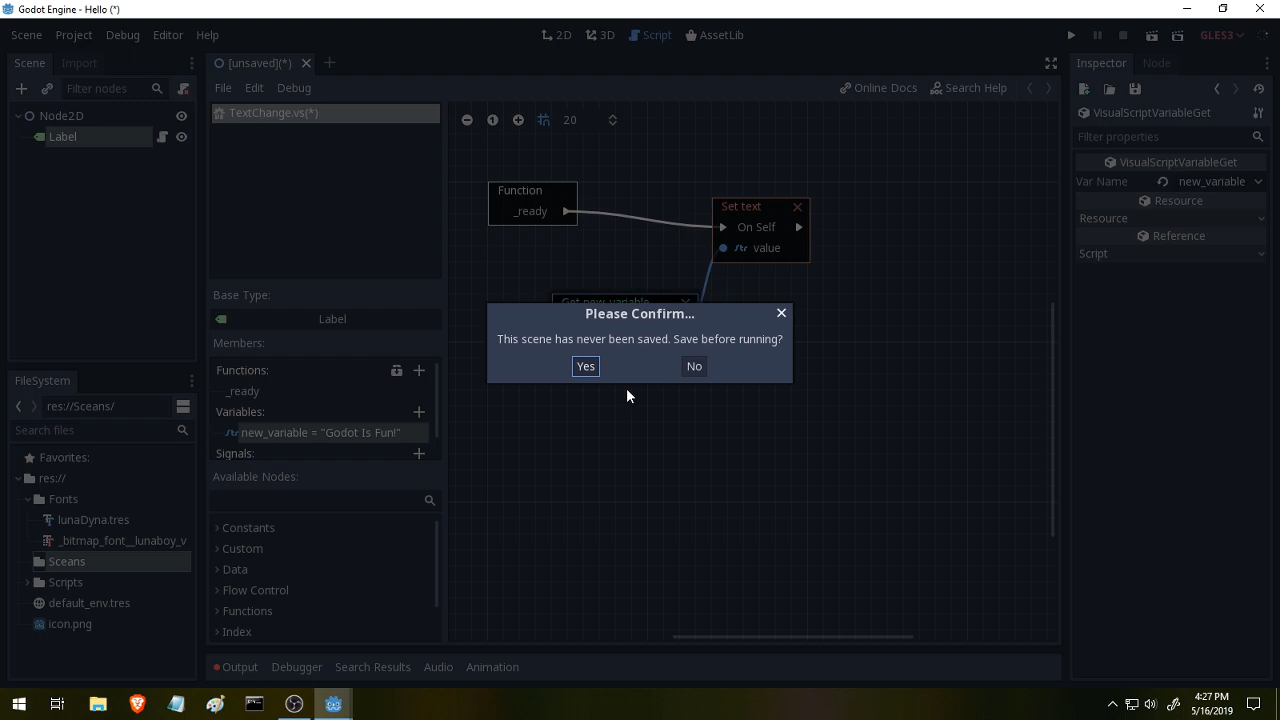 Godot Engine - Hello (*)
Scene Project Debug Editor Help
2D 3D Script AssetLib
GLES3
Scene Import
Filter nodes
Node2D
Label
FileSystem
res://Sceans/
Search files
Favorites:
res://
Fonts
lunaDyna.tres
_bitmap_font__lunaboy_v
Sceans
Scripts
default_env.tres
icon.png
[unsaved](*)
File Edit Debug
Online Docs Search Help
TextChange.vs(*)
Base Type:
Label
Members:
Functions:
_ready
Variables:
Str new_variable = "Godot Is Fun!"
Signals:
Available Nodes:
Constants
Custom
Data
Flow Control
Functions
Index
1 20
Function
_ready
Set text
On Self
Str value
Get new_variable
Please Confirm...
This scene has never been saved. Save before running?
Yes No
Output Debugger Search Results Audio Animation
Inspector Node
VisualScriptVariableGet
Filter properties
VisualScriptVariableGet
Var Name new_variable
Resource
Resource
Reference
Script
4:27 PM
5/16/2019